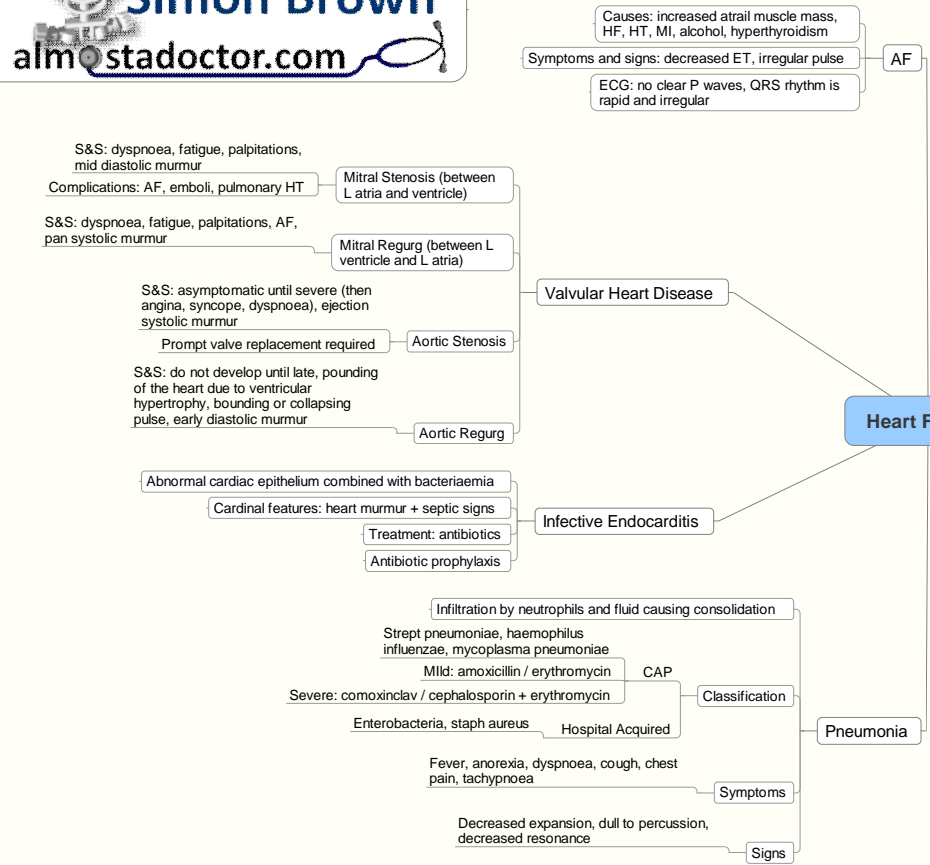 Simon Brown
almostadoctor.com
Causes: increased atrail muscle mass,
HF, HT, MI, alcohol, hyperthyroidism
Symptoms and signs: decreased ET, irregular pulse
AF
ECG: no clear P waves, QRS rhythm is
rapid and irregular
S&S: dyspnoea, fatigue, palpitations,
mid diastolic murmur
Complications: AF, emboli, pulmonary HT
Mitral Stenosis (between
L atria and ventricle)
S&S: dyspnoea, fatigue, palpitations, AF,
pan systolic murmur
Mitral Regurg (between L
ventricle and L atria)
S&S: asymptomatic until severe (then
angina, syncope, dyspnoea), ejection
systolic murmur
Prompt valve replacement required
Aortic Stenosis
Valvular Heart Disease
S&S: do not develop until late, pounding
of the heart due to ventricular
hypertrophy, bounding or collapsing
pulse, early diastolic murmur
Aortic Regurg
Heart F
Abnormal cardiac epithelium combined with bacteriaemia
Cardinal features: heart murmur + septic signs
Treatment: antibiotics
Antibiotic prophylaxis
Infective Endocarditis
Infiltration by neutrophils and fluid causing consolidation
Strept pneumoniae, haemophilus
influenzae, mycoplasma pneumoniae
MIld: amoxicillin / erythromycin
Severe: comoxinclav / cephalosporin + erythromycin
CAP
Classification
Enterobacteria, staph aureus
Hospital Acquired
Pneumonia
Fever, anorexia, dyspnoea, cough, chest
pain, tachypnoea
Symptoms
Decreased expansion, dull to percussion,
decreased resonance
Signs